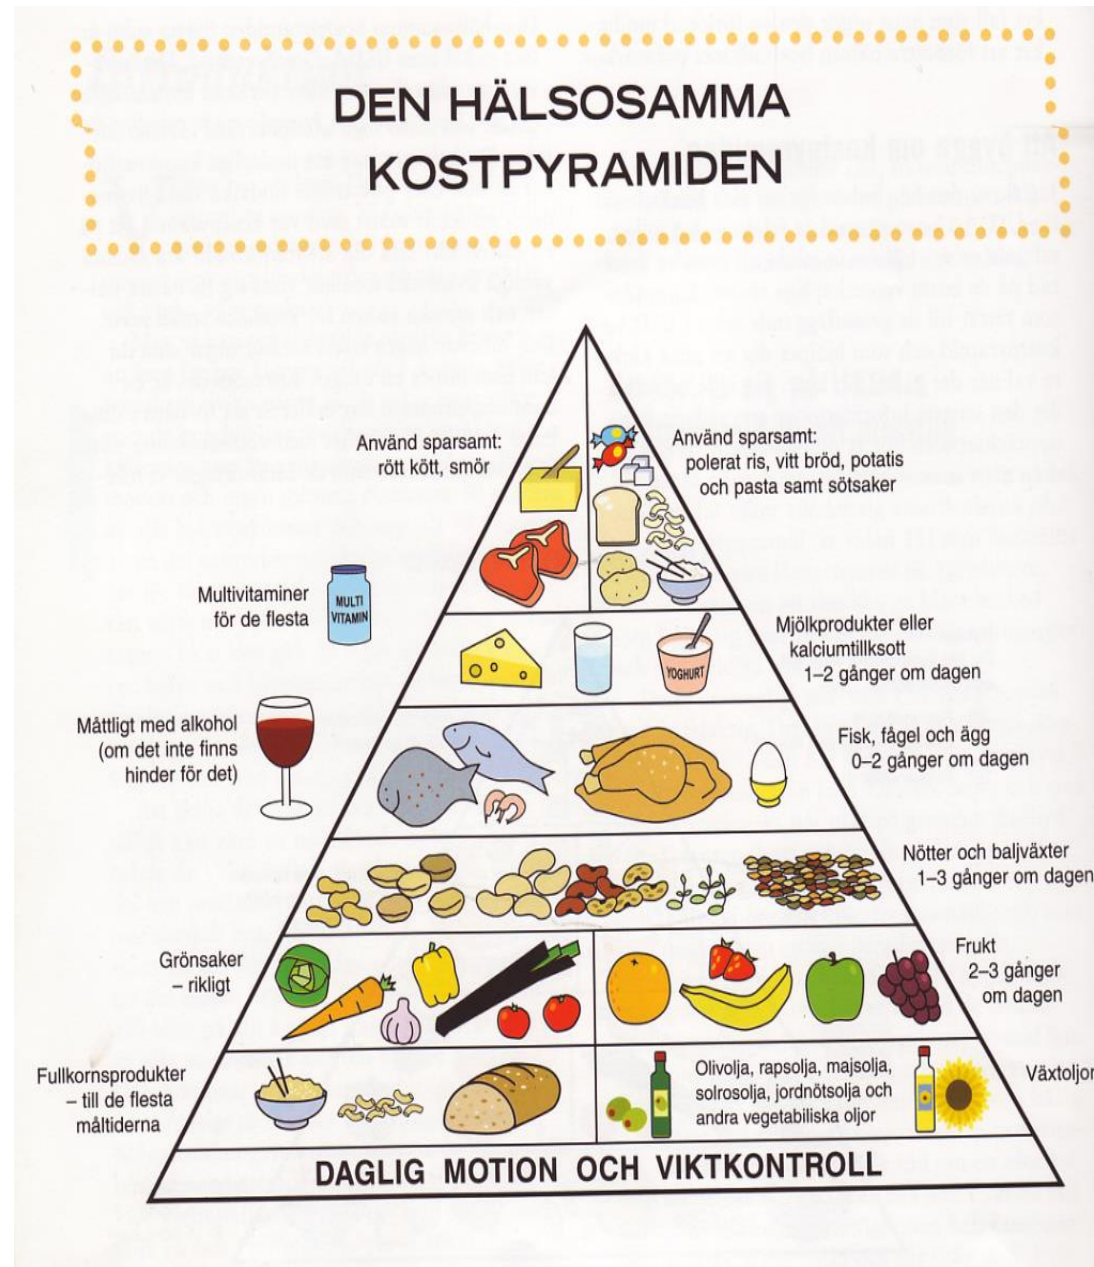 DEN HÄLSOSAMMA
KOSTPYRAMIDEN
Använd sparsamt:
rött kött, smör
Använd sparsamt:
polerat ris, vitt bröd, potatis
och pasta samt sötsaker
Multivitaminer
för de flesta
MULTI
VITAMIN
Mjölkprodukter eller
kalciumtillksott
1–2 gånger om dagen
YOGHURT
Måttligt med alkohol
(om det inte finns
hinder för det)
Fisk, fågel och ägg
0–2 gånger om dagen
Nötter och baljväxter
1–3 gånger om dagen
Grönsaker
– rikligt
Frukt
2–3 gånger
om dagen
Fullkornsprodukter
– till de flesta
måltiderna
Olivolja, rapsolja, majsolja,
solrosolja, jordnötsolja och
andra vegetabiliska oljor
Växtoljor
DAGLIG MOTION OCH VIKTKONTROLL